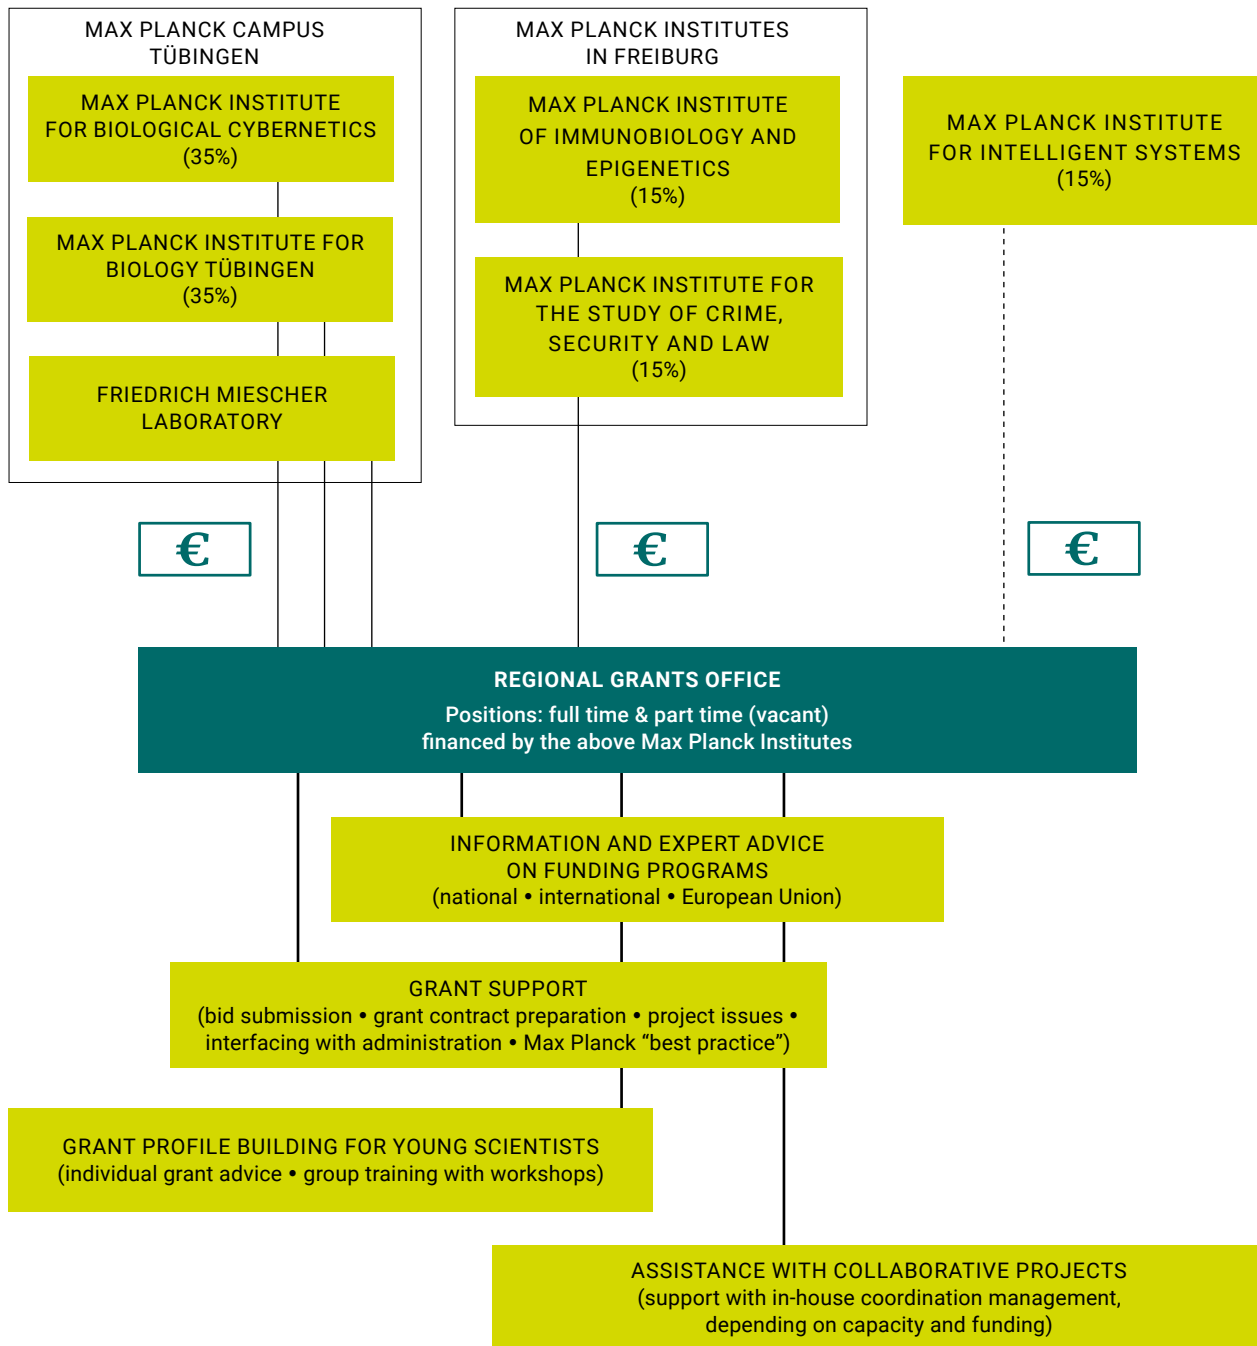 MAX PLANCK CAMPUS
TÜBINGEN
MAX PLANCK INSTITUTE
FOR BIOLOGICAL CYBERNETICS
(35%)
MAX PLANCK INSTITUTE FOR
BIOLOGY TÜBINGEN
(35%)
FRIEDRICH MIESCHER
LABORATORY
MAX PLANCK INSTITUTES
IN FREIBURG
MAX PLANCK INSTITUTE
OF IMMUNOBIOLOGY AND
EPIGENETICS
(15%)
MAX PLANCK INSTITUTE FOR
THE STUDY OF CRIME,
SECURITY AND LAW
(15%)
MAX PLANCK INSTITUTE
FOR INTELLIGENT SYSTEMS
(15%)
€
€
€
REGIONAL GRANTS OFFICE
Positions: full time & part time (vacant)
financed by the above Max Planck Institutes
INFORMATION AND EXPERT ADVICE
ON FUNDING PROGRAMS
(national • international • European Union)
GRANT SUPPORT
(bid submission • grant contract preparation • project issues •
interfacing with administration • Max Planck “best practice”)
GRANT PROFILE BUILDING FOR YOUNG SCIENTISTS
(individual grant advice • group training with workshops)
ASSISTANCE WITH COLLABORATIVE PROJECTS
(support with in-house coordination management,
depending on capacity and funding)